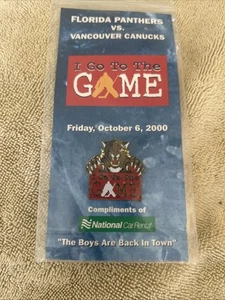 FLORIDA PANTHERS
VS.
VANCOUVER CANUCKS
I Go To The
GAME
Friday, October 6, 2000
GAME
Compliments of
National Car Rental
"The Boys Are Back In Town"